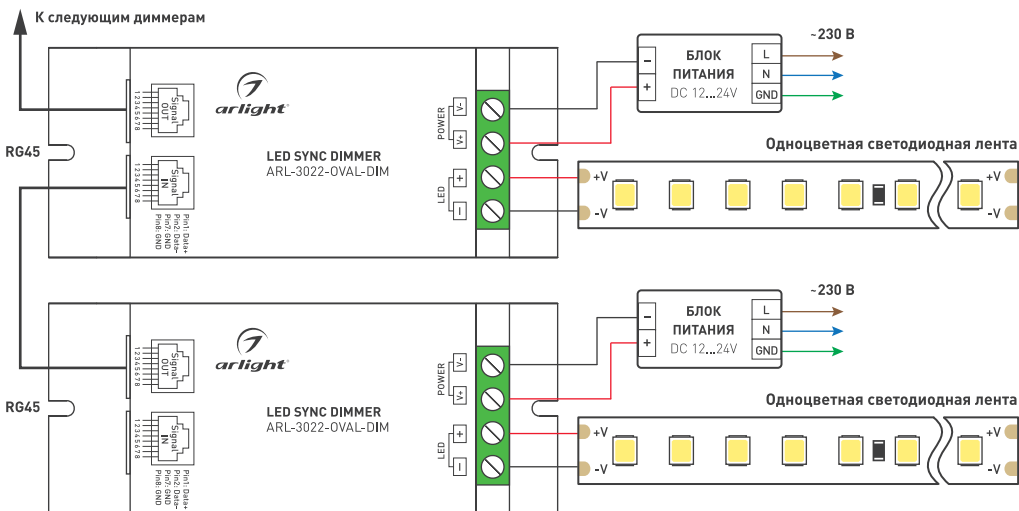 К следующим диммерам
RG45
12345678
Signal
OUT
12345678
Signal
IN
Pin1: Data+
Pin2: Data-
Pin7: GND
Pin8: GND
arlight
LED SYNC DIMMER
ARL-3022-OVAL-DIM
POWER
V-
V+
LED
+
−
−
+
БЛОК
ПИТАНИЯ
DC 12...24V
L
N
GND
~230 В
Одноцветная светодиодная лента
+V
-V
+V
-V
RG45
12345678
Signal
OUT
12345678
Signal
IN
Pin1: Data+
Pin2: Data-
Pin7: GND
Pin8: GND
arlight
LED SYNC DIMMER
ARL-3022-OVAL-DIM
POWER
V-
V+
LED
+
−
−
+
БЛОК
ПИТАНИЯ
DC 12...24V
L
N
GND
~230 В
Одноцветная светодиодная лента
+V
-V
+V
-V